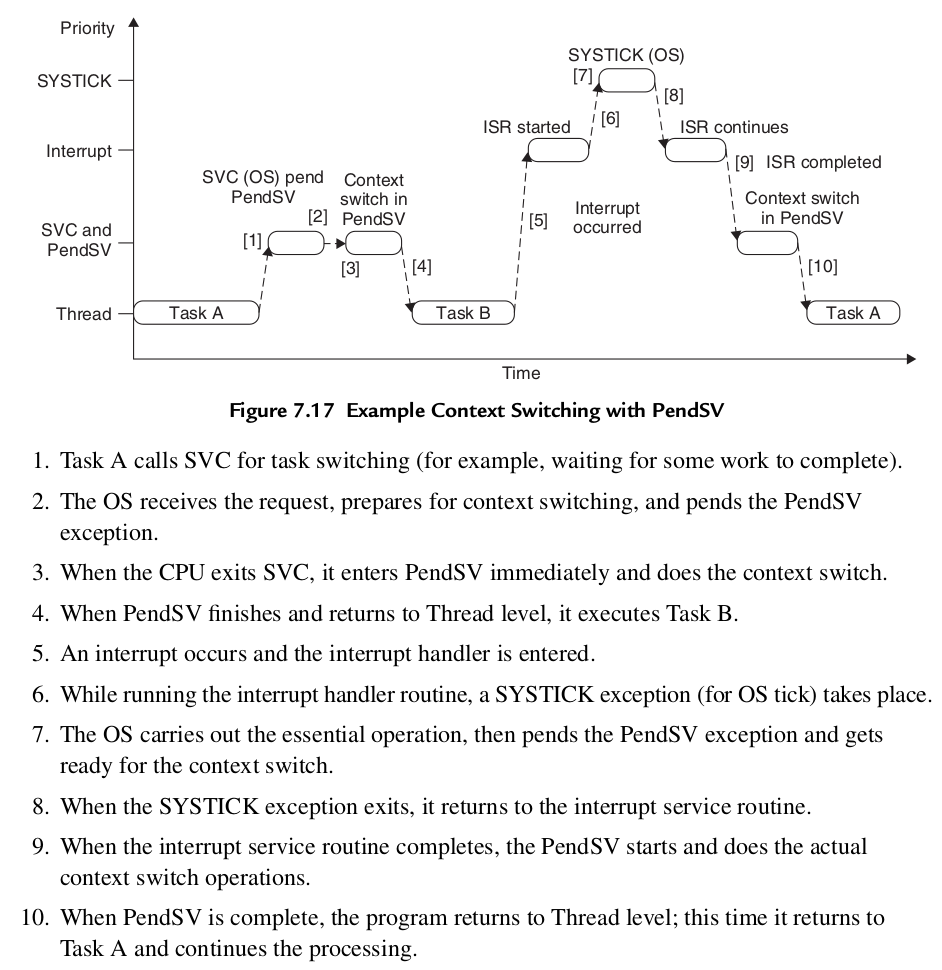 Priority
SYSTICK (OS)
SYSTICK
[7]
[8]
[6]
ISR started
ISR continues
Interrupt
[9] ISR completed
SVC (OS) pend
PendSV
Context
switch in
PendSV
Context switch
in PendSV
[2]
[5]
Interrupt
occurred
SVC and
PendSV
[1]
[3]
[4]
[10]
Thread
Task A
Task B
Task A
Time
Figure 7.17 Example Context Switching with PendSV
1. Task A calls SVC for task switching (for example, waiting for some work to complete).
2. The OS receives the request, prepares for context switching, and pends the PendSV
exception.
3. When the CPU exits SVC, it enters PendSV immediately and does the context switch.
4. When PendSV finishes and returns to Thread level, it executes Task B.
5. An interrupt occurs and the interrupt handler is entered.
6. While running the interrupt handler routine, a SYSTICK exception (for OS tick) takes place.
7. The OS carries out the essential operation, then pends the PendSV exception and gets
ready for the context switch.
8. When the SYSTICK exception exits, it returns to the interrupt service routine.
9. When the interrupt service routine completes, the PendSV starts and does the actual
context switch operations.
10. When PendSV is complete, the program returns to Thread level; this time it returns to
Task A and continues the processing.